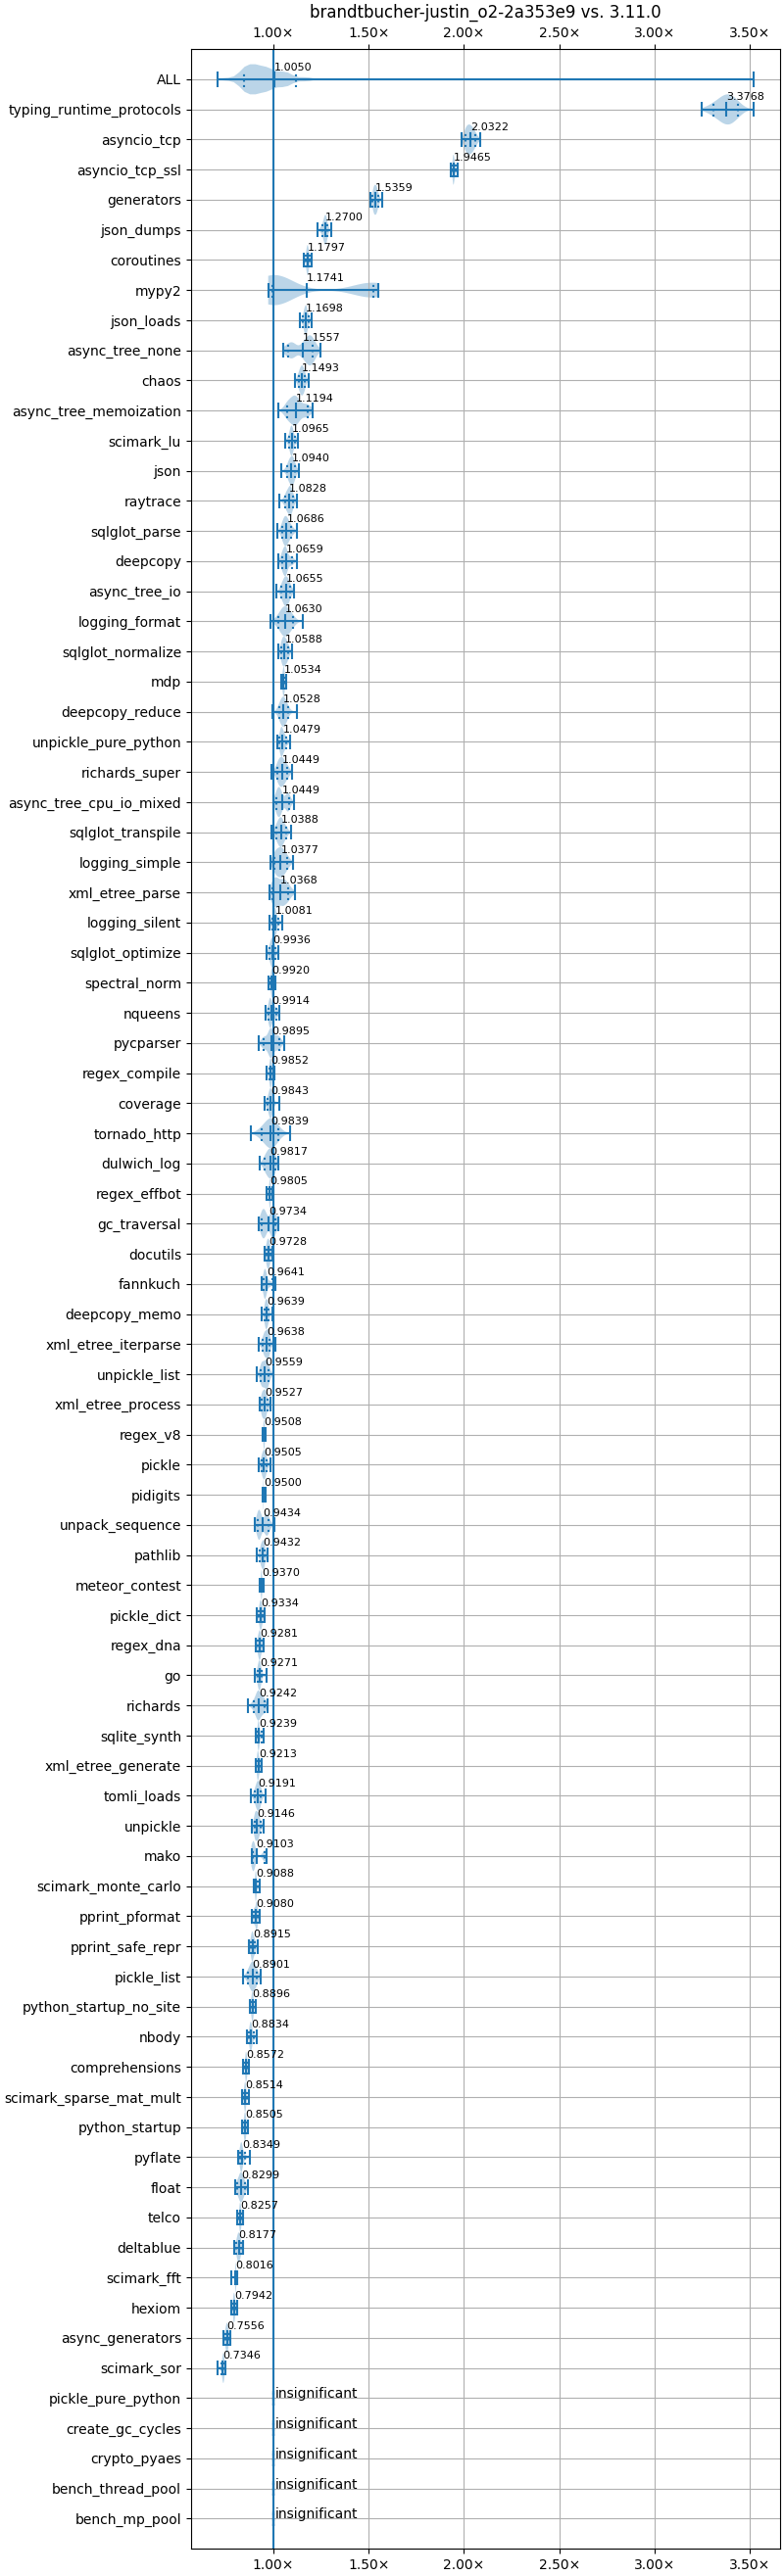 brandtbucher-justin_o2-2a353e9 vs. 3.11.0
1.00× 1.50× 2.00× 2.50× 3.00× 3.50×
ALL 1.0050
typing_runtime_protocols 3.3768
asyncio_tcp 2.0322
asyncio_tcp_ssl 1.9465
generators 1.5359
json_dumps 1.2700
coroutines 1.1797
mypy2 1.1741
json_loads 1.1698
async_tree_none 1.1557
chaos 1.1493
async_tree_memoization 1.1194
scimark_lu 1.0965
json 1.0940
raytrace 1.0828
sqlglot_parse 1.0686
deepcopy 1.0659
async_tree_io 1.0655
logging_format 1.0630
sqlglot_normalize 1.0588
mdp 1.0534
deepcopy_reduce 1.0528
unpickle_pure_python 1.0479
richards_super 1.0449
async_tree_cpu_io_mixed 1.0449
sqlglot_transpile 1.0388
logging_simple 1.0377
xml_etree_parse 1.0368
logging_silent 1.0081
sqlglot_optimize 0.9936
spectral_norm 0.9920
nqueens 0.9914
pycparser 0.9895
regex_compile 0.9852
coverage 0.9843
tornado_http 0.9839
dulwich_log 0.9817
regex_effbot 0.9805
gc_traversal 0.9734
docutils 0.9728
fannkuch 0.9641
deepcopy_memo 0.9639
xml_etree_iterparse 0.9638
unpickle_list 0.9559
xml_etree_process 0.9527
regex_v8 0.9508
pickle 0.9505
pidigits 0.9500
unpack_sequence 0.9434
pathlib 0.9432
meteor_contest 0.9370
pickle_dict 0.9334
regex_dna 0.9281
go 0.9271
richards 0.9242
sqlite_synth 0.9239
xml_etree_generate 0.9213
tomli_loads 0.9191
unpickle 0.9146
mako 0.9103
scimark_monte_carlo 0.9088
pprint_pformat 0.9080
pprint_safe_repr 0.8915
pickle_list 0.8901
python_startup_no_site 0.8896
nbody 0.8834
comprehensions 0.8572
scimark_sparse_mat_mult 0.8514
python_startup 0.8505
pyflate 0.8349
float 0.8299
telco 0.8257
deltablue 0.8177
scimark_fft 0.8016
hexiom 0.7942
async_generators 0.7556
scimark_sor 0.7346
pickle_pure_python insignificant
create_gc_cycles insignificant
crypto_pyaes insignificant
bench_thread_pool insignificant
bench_mp_pool insignificant
1.00× 1.50× 2.00× 2.50× 3.00× 3.50×